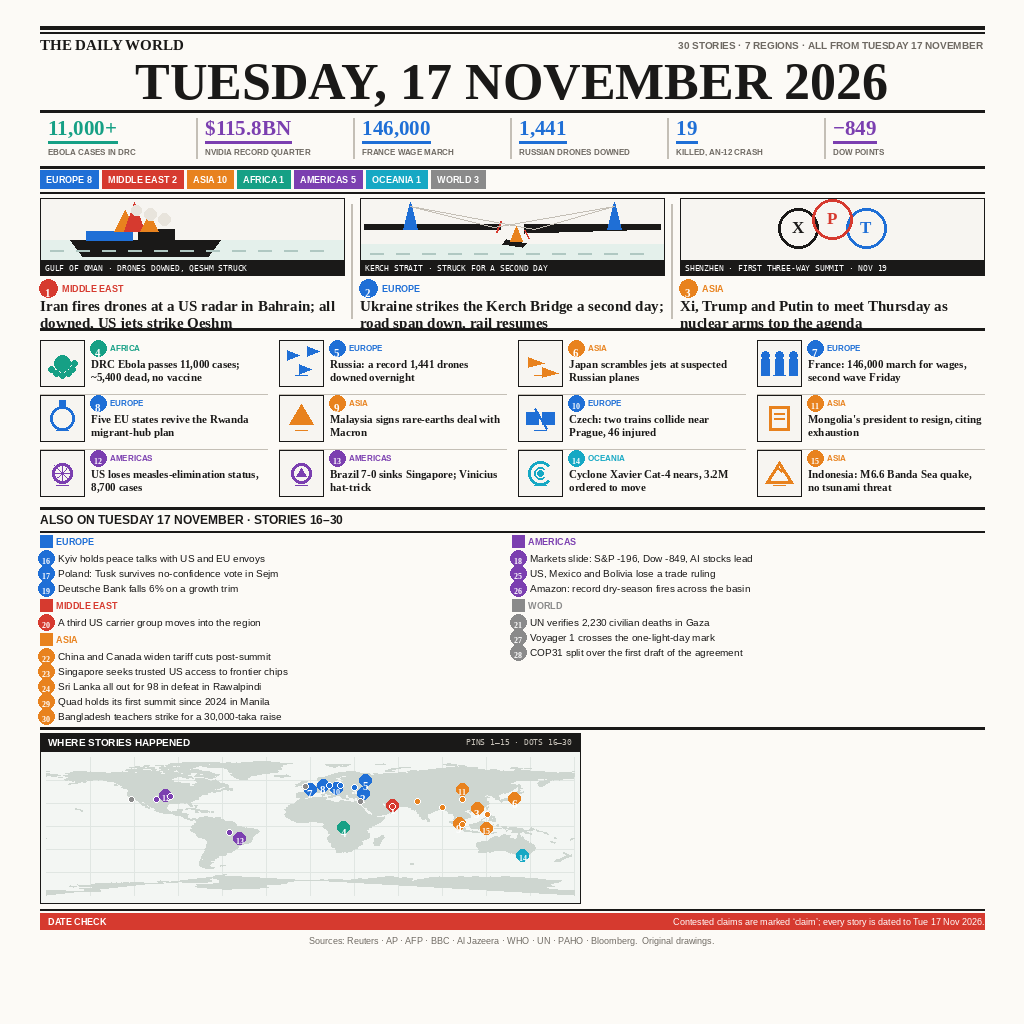 THE DAILY WORLD
30 STORIES · 7 REGIONS · ALL FROM TUESDAY 17 NOVEMBER
TUESDAY, 17 NOVEMBER 2026
11,000+
EBOLA CASES IN DRC
$115.8BN
NVIDIA RECORD QUARTER
146,000
FRANCE WAGE MARCH
1,441
RUSSIAN DRONES DOWNED
19
KILLED, AN-12 CRASH
−849
DOW POINTS
EUROPE 8
MIDDLE EAST 2
ASIA 10
AFRICA 1
AMERICAS 5
OCEANIA 1
WORLD 3
GULF OF OMAN · DRONES DOWNED, QESHM STRUCK
1 MIDDLE EAST
Iran fires drones at a US radar in Bahrain; all
downed, US jets strike Qeshm
KERCH STRAIT · STRUCK FOR A SECOND DAY
2 EUROPE
Ukraine strikes the Kerch Bridge a second day;
road span down, rail resumes
X P T
SHENZHEN · FIRST THREE-WAY SUMMIT · NOV 19
3 ASIA
Xi, Trump and Putin to meet Thursday as
nuclear arms top the agenda
4 AFRICA
DRC Ebola passes 11,000 cases;
~5,400 dead, no vaccine
5 EUROPE
Russia: a record 1,441 drones
downed overnight
6 ASIA
Japan scrambles jets at suspected
Russian planes
7 EUROPE
France: 146,000 march for wages,
second wave Friday
8 EUROPE
Five EU states revive the Rwanda
migrant-hub plan
9 ASIA
Malaysia signs rare-earths deal with
Macron
10 EUROPE
Czech: two trains collide near
Prague, 46 injured
11 ASIA
Mongolia's president to resign, citing
exhaustion
12 AMERICAS
US loses measles-elimination status,
8,700 cases
13 AMERICAS
Brazil 7-0 sinks Singapore; Vinicius
hat-trick
14 OCEANIA
Cyclone Xavier Cat-4 nears, 3.2M
ordered to move
15 ASIA
Indonesia: M6.6 Banda Sea quake,
no tsunami threat
ALSO ON TUESDAY 17 NOVEMBER · STORIES 16–30
EUROPE
16 Kyiv holds peace talks with US and EU envoys
17 Poland: Tusk survives no-confidence vote in Sejm
19 Deutsche Bank falls 6% on a growth trim
MIDDLE EAST
20 A third US carrier group moves into the region
ASIA
22 China and Canada widen tariff cuts post-summit
23 Singapore seeks trusted US access to frontier chips
24 Sri Lanka all out for 98 in defeat in Rawalpindi
29 Quad holds its first summit since 2024 in Manila
30 Bangladesh teachers strike for a 30,000-taka raise
AMERICAS
18 Markets slide: S&P -196, Dow -849, AI stocks lead
25 US, Mexico and Bolivia lose a trade ruling
26 Amazon: record dry-season fires across the basin
WORLD
21 UN verifies 2,230 civilian deaths in Gaza
27 Voyager 1 crosses the one-light-day mark
28 COP31 split over the first draft of the agreement
WHERE STORIES HAPPENED
PINS 1–15 · DOTS 16–30
7
5
11
6
4
15
13
14
DATE CHECK
Contested claims are marked 'claim'; every story is dated to Tue 17 Nov 2026.
Sources: Reuters · AP · AFP · BBC · Al Jazeera · WHO · UN · PAHO · Bloomberg. Original drawings.